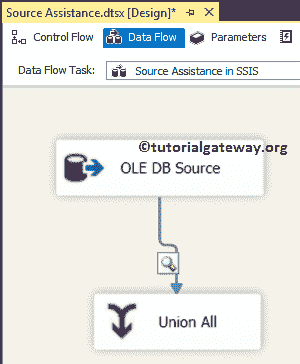 Source Assistance.dtsx [Design]*
Control Flow Data Flow Parameters
Data Flow Task: Source Assistance in SSIS
©tutorialgateway.org
OLE DB Source
Union All